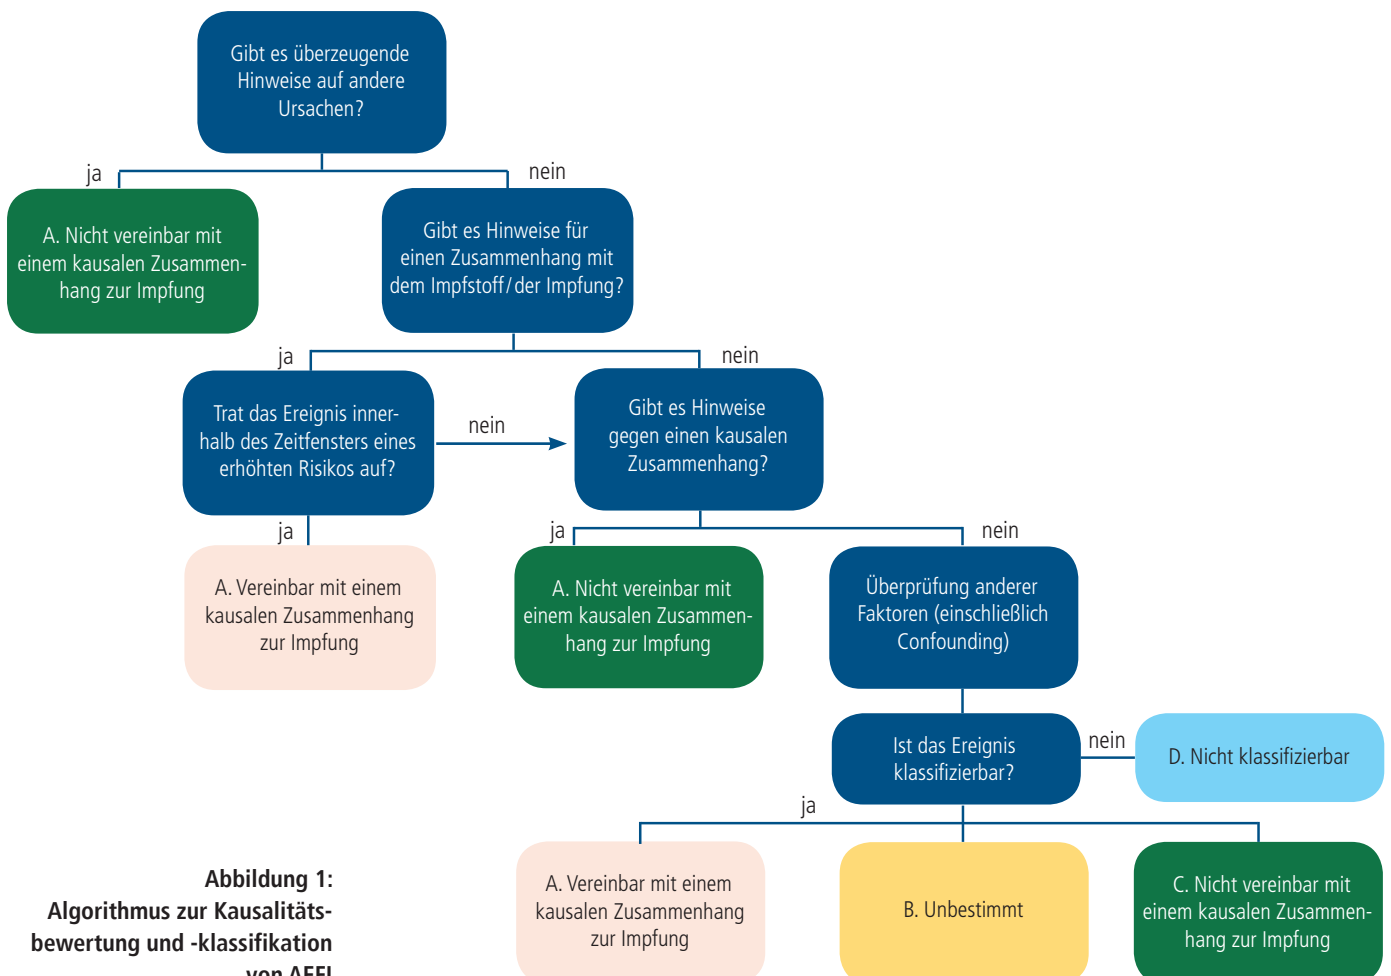 Gibt es überzeugende
Hinweise auf andere
Ursachen?
ja
nein
A. Nicht vereinbar mit
einem kausalen Zusammen-
hang zur Impfung
Gibt es Hinweise für
einen Zusammenhang mit
dem Impfstoff / der Impfung?
ja
nein
Trat das Ereignis inner-
halb des Zeitfensters eines
erhöhten Risikos auf?
nein
Gibt es Hinweise
gegen einen kausalen
Zusammenhang?
ja
ja
nein
A. Vereinbar mit einem
kausalen Zusammenhang
zur Impfung
A. Nicht vereinbar mit
einem kausalen Zusammen-
hang zur Impfung
Überprüfung anderer
Faktoren (einschließlich
Confounding)
Ist das Ereignis
klassifizierbar?
nein
D. Nicht klassifizierbar
ja
A. Vereinbar mit einem
kausalen Zusammenhang
zur Impfung
B. Unbestimmt
C. Nicht vereinbar mit
einem kausalen Zusammen-
hang zur Impfung
Abbildung 1:
Algorithmus zur Kausalitäts-
bewertung und -klassifikation
von AEFI